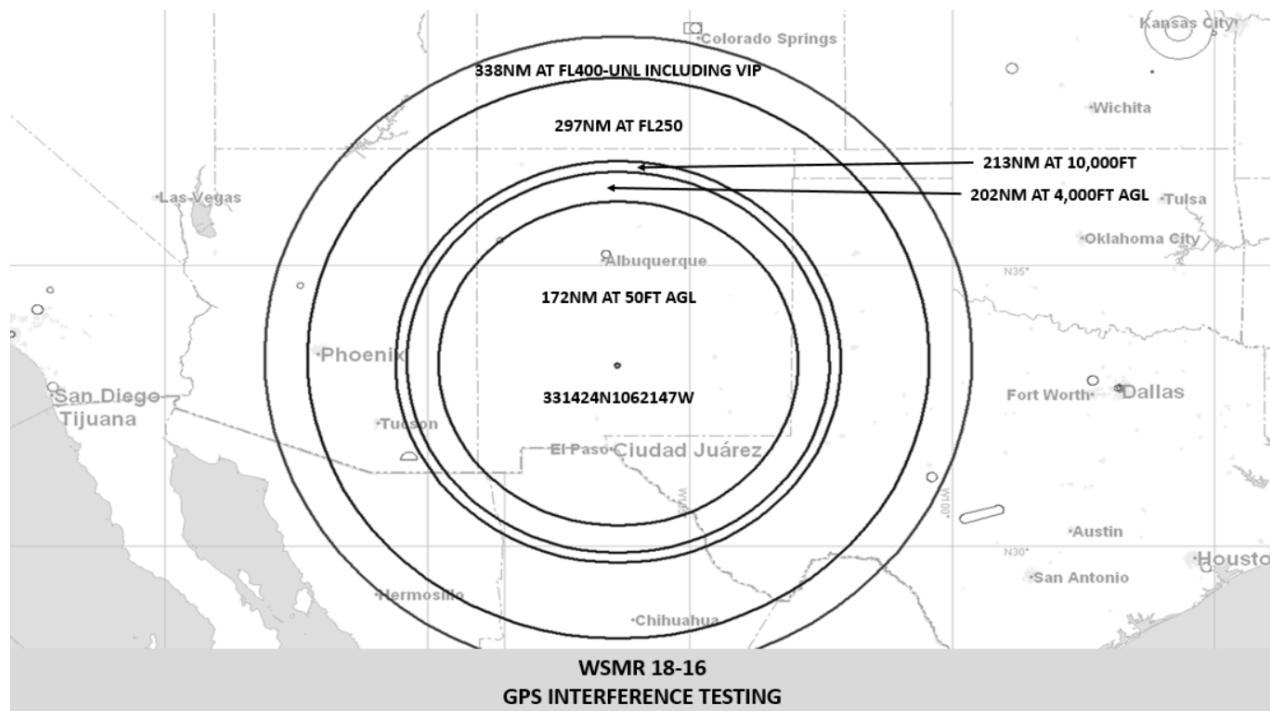 Kansas City
Colorado Springs
338NM AT FL400-UNL INCLUDING VIP
Wichita
297NM AT FL250
213NM AT 10,000FT
Las Vegas
202NM AT 4,000FT AGL
Tulsa
Oklahoma City
Albuquerque
N35°
172NM AT 50FT AGL
Phoenix
331424N1062147W
Fort Worth
Dallas
San Diego
Tijuana
Tucson
El Paso
Ciudad Juárez
W100°
Austin
N30°
Housto
San Antonio
Hermosillo
Chihuahua
WSMR 18-16
GPS INTERFERENCE TESTING